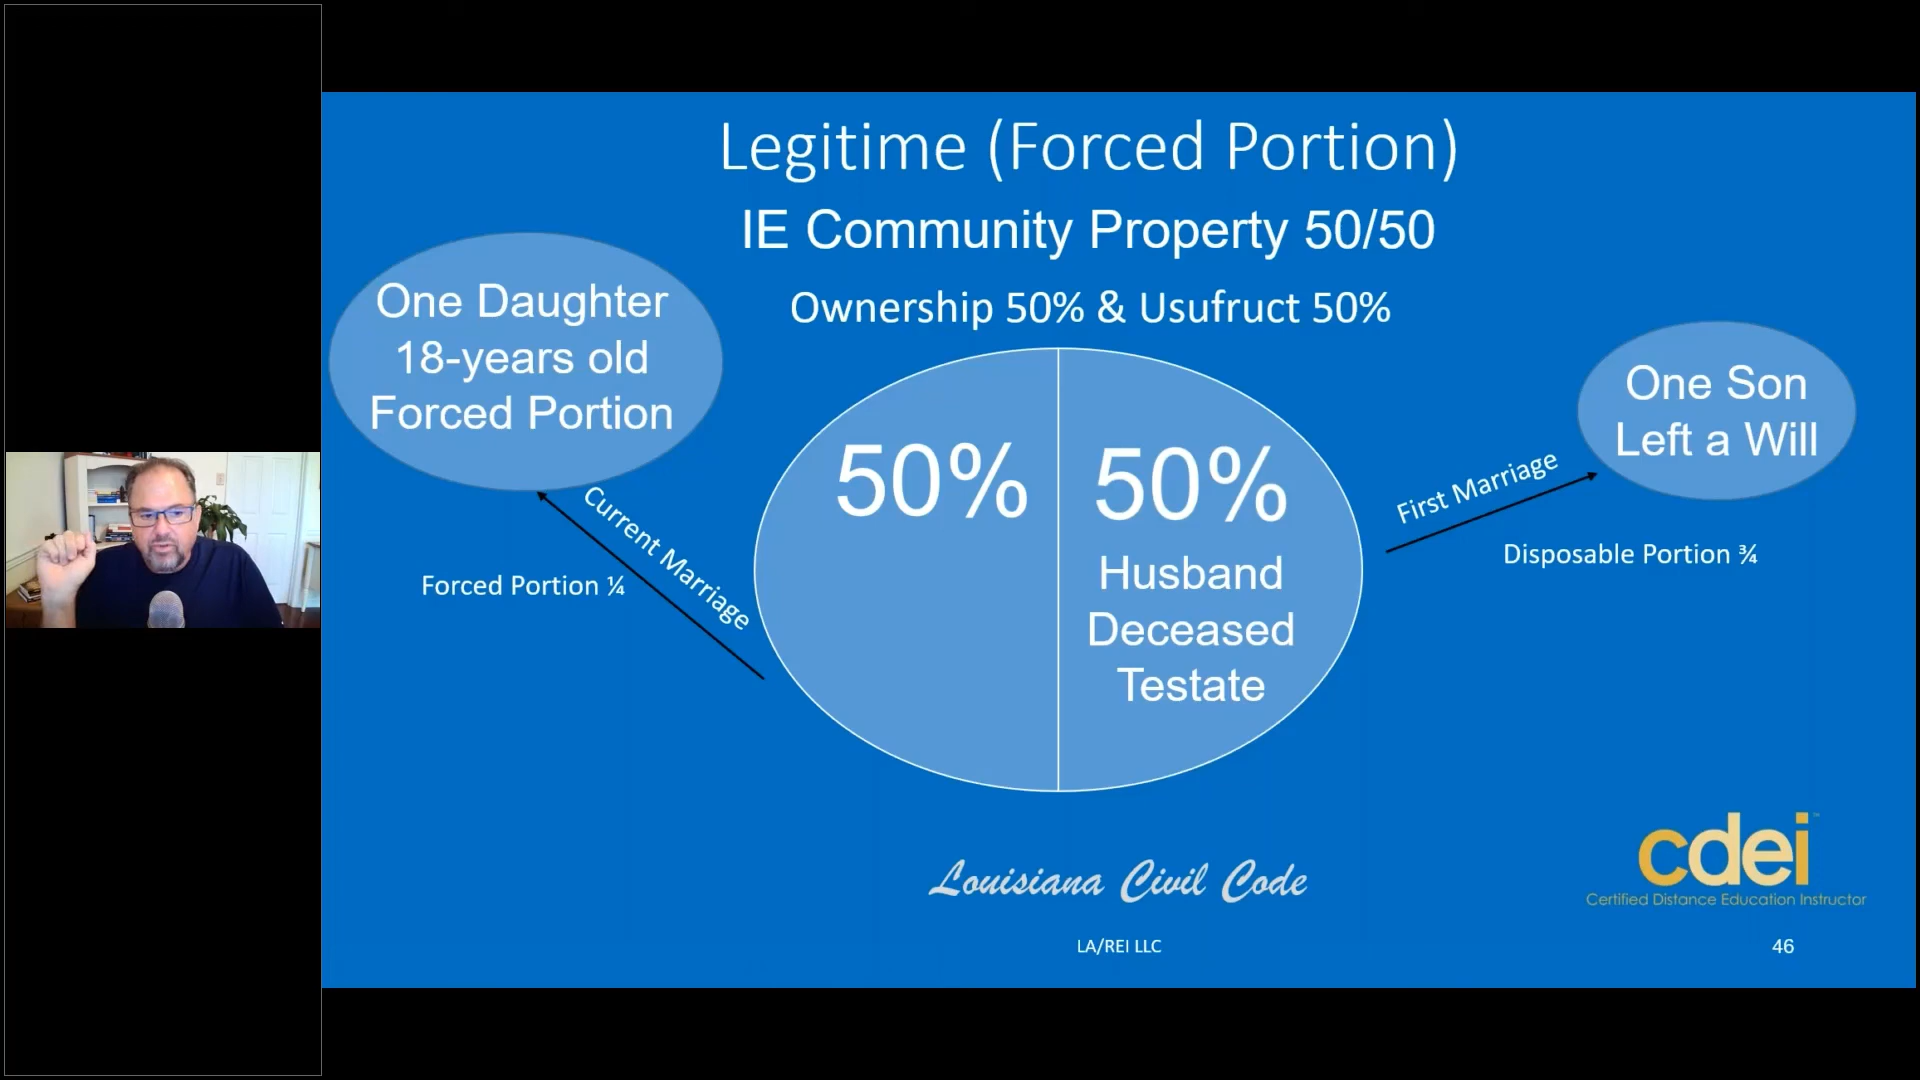 Legitime (Forced Portion)
IE Community Property 50/50
Ownership 50% & Usufruct 50%
One Daughter
18-years old
Forced Portion
Current Marriage
Forced Portion ¼
50%
50%
Husband
Deceased
Testate
First Marriage
One Son
Left a Will
Disposable Portion ¾
Louisiana Civil Code
cdei
Certified Distance Education Instructor
LA/REI LLC
46